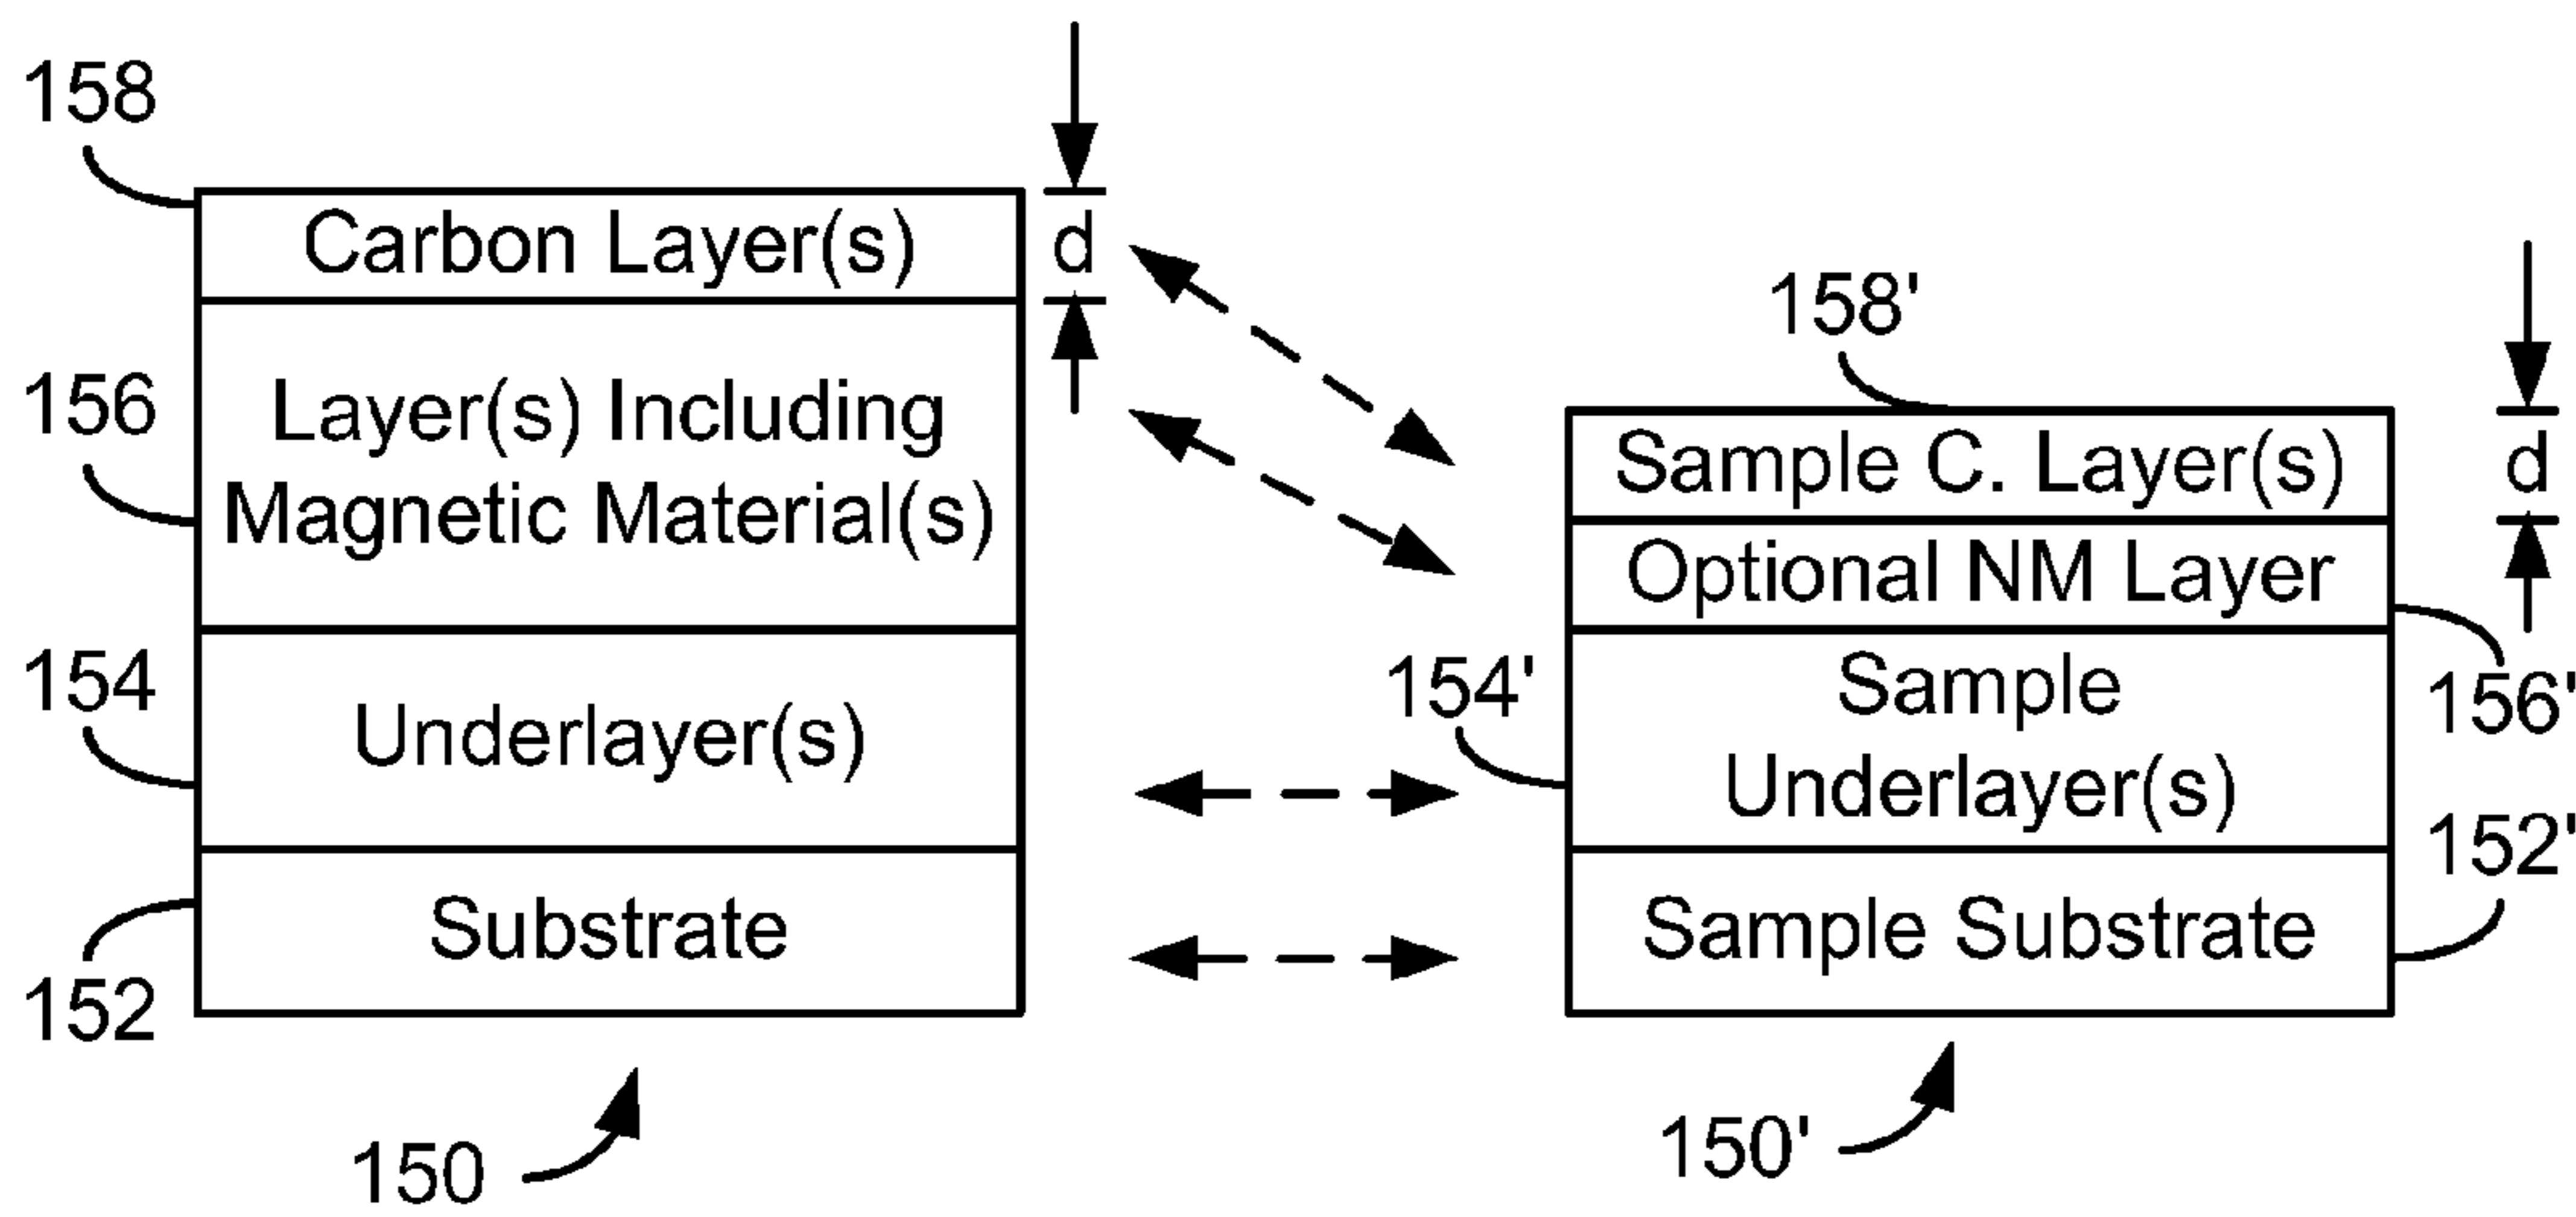 158
Carbon Layer(s)
d
156
Layer(s) Including
Magnetic Material(s)
154
Underlayer(s)
152
Substrate
150
158'
Sample C. Layer(s)
d
Optional NM Layer
156'
154'
Sample
Underlayer(s)
152'
Sample Substrate
150'